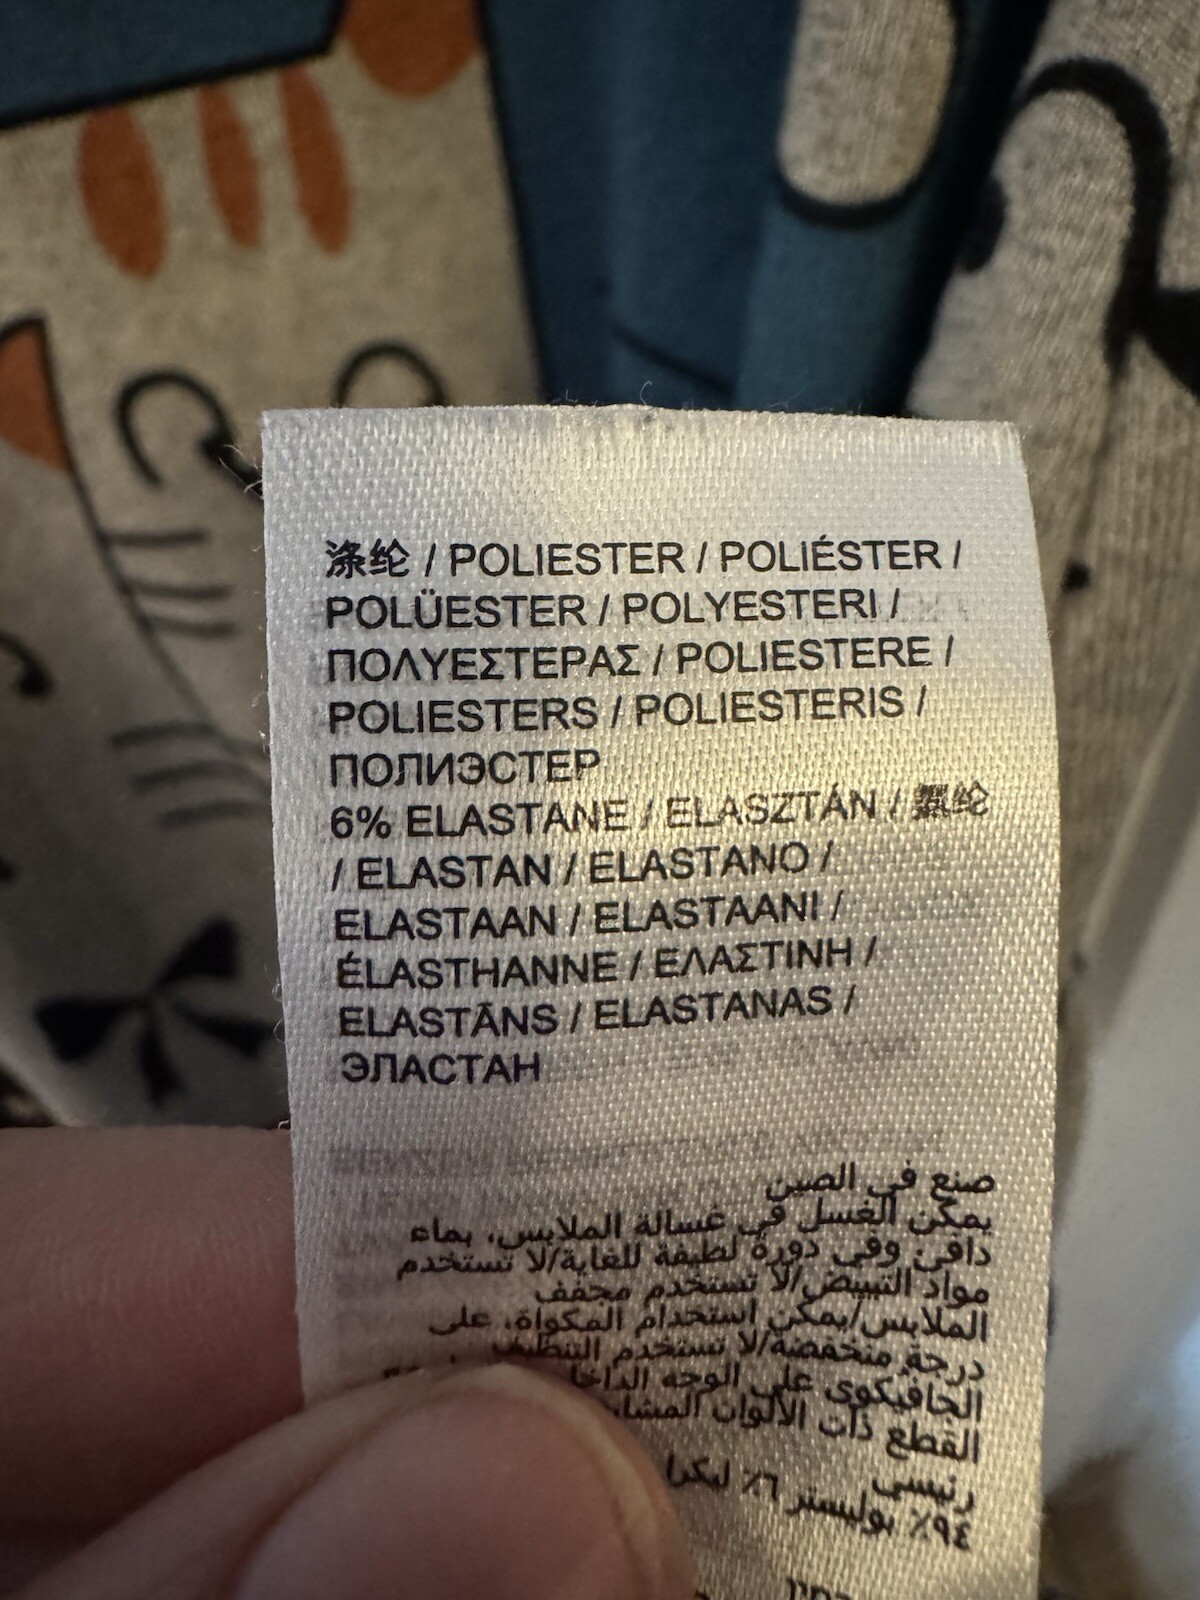 涤纶 / POLIESTER / POLIÉSTER /
POLÜESTER / POLYESTERI /
ΠΟΛΥΕΣΤΕΡΑΣ / POLIESTERE /
POLIESTERS / POLIESTERIS /
ПОЛИЭСТЕР
6% ELASTANE / ELASZTÁN / 氨纶
/ ELASTAN / ELASTANO /
ELASTAAN / ELASTAANI /
ÉLASTHANNE / ΕΛΑΣΤΙΝΗ /
ELASTĀNS / ELASTANAS /
ЭЛАСТАН
صنع في الصين
يمكن الغسل في غسالة الملابس، بماء
دافئ وفي دورة لطيفة للغاية/لا تستخدم
مواد التبييض/لا تستخدم مجفف
الملابس/يمكن استخدام المكواة، على
درجة منخفضة/لا تستخدم التنظيف
الجاف/يكوى على الوجه
القطع ذات الألوان
رئيسي
٩٤٪ بوليستر ٦٪ ليكرا